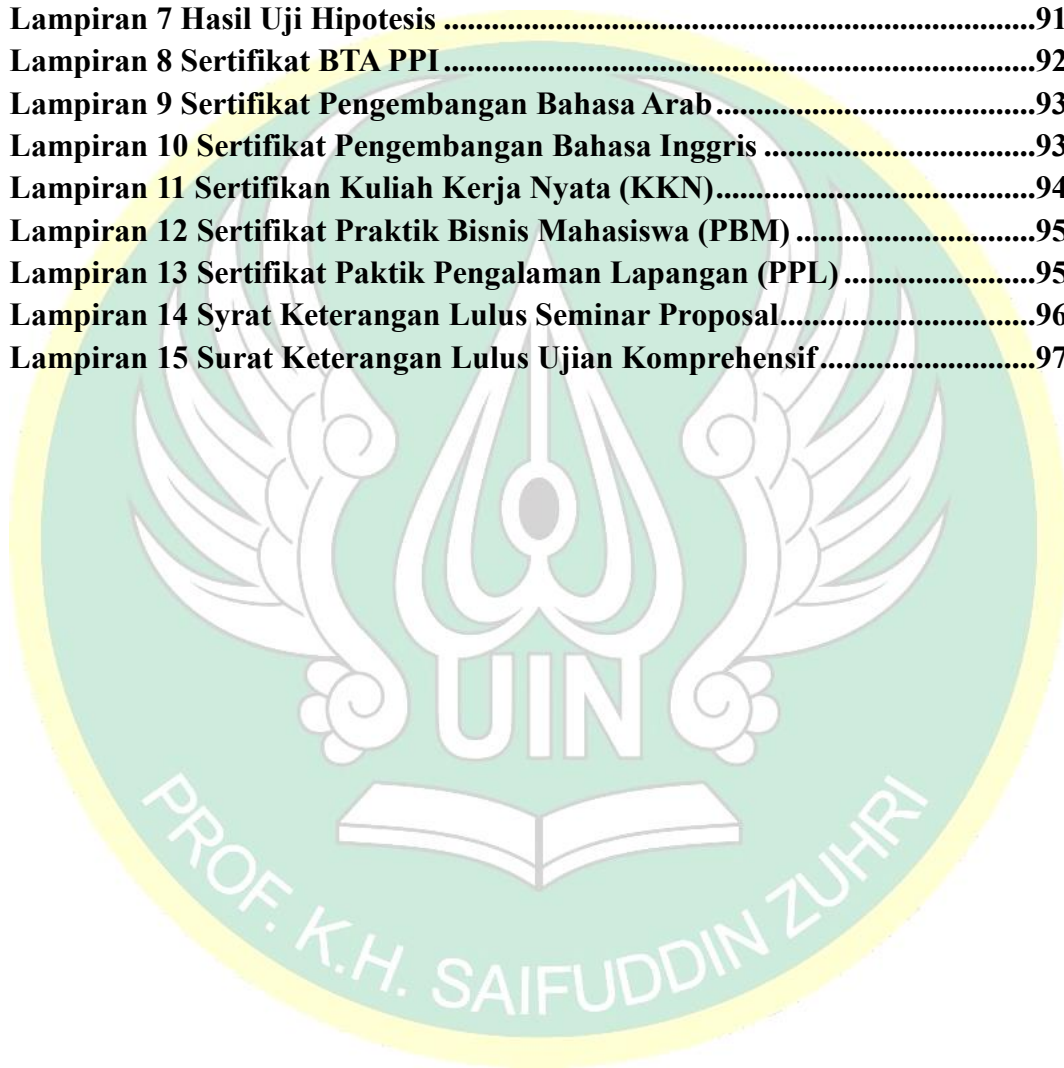 Lampiran 7 Hasil Uji Hipotesis ..........................................................................91
Lampiran 8 Sertifikat BTA PPI ..........................................................................92
Lampiran 9 Sertifikat Pengembangan Bahasa Arab ........................................93
Lampiran 10 Sertifikat Pengembangan Bahasa Inggris ..................................93
Lampiran 11 Sertifikan Kuliah Kerja Nyata (KKN) ........................................94
Lampiran 12 Sertifikat Praktik Bisnis Mahasiswa (PBM) ..............................95
Lampiran 13 Sertifikat Paktik Pengalaman Lapangan (PPL) ........................95
Lampiran 14 Syrat Keterangan Lulus Seminar Proposal................................96
Lampiran 15 Surat Keterangan Lulus Ujian Komprehensif ...........................97
UIN
PROF. K.H. SAIFUDDIN ZUHRI